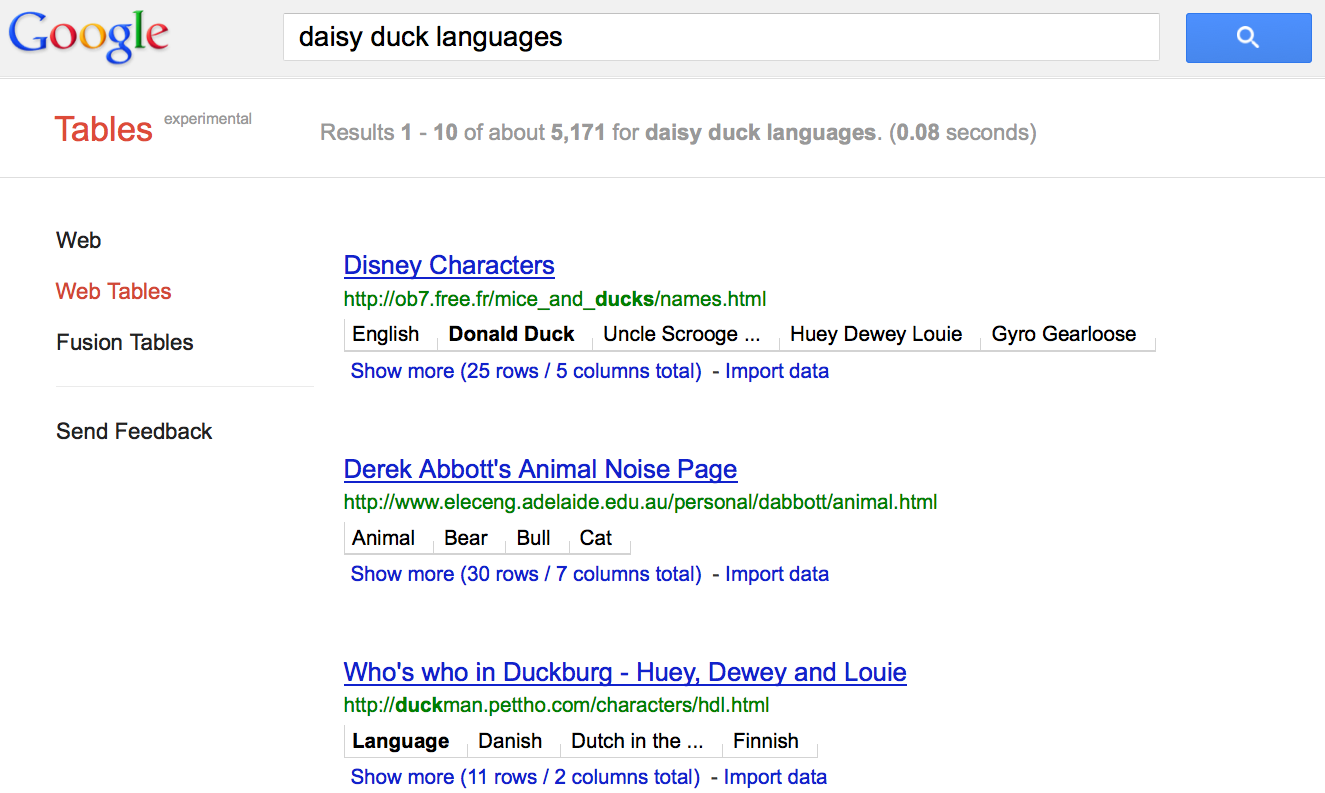 Google
daisy duck languages
Tables experimental
Results 1 - 10 of about 5,171 for daisy duck languages. (0.08 seconds)
Web
Web Tables
Fusion Tables
Send Feedback
Disney Characters
http://ob7.free.fr/mice_and_ducks/names.html
English Donald Duck Uncle Scrooge ... Huey Dewey Louie Gyro Gearloose
Show more (25 rows / 5 columns total) - Import data
Derek Abbott's Animal Noise Page
http://www.eleceng.adelaide.edu.au/personal/dabbott/animal.html
Animal Bear Bull Cat
Show more (30 rows / 7 columns total) - Import data
Who's who in Duckburg - Huey, Dewey and Louie
http://duckman.pettho.com/characters/hdl.html
Language Danish Dutch in the ... Finnish
Show more (11 rows / 2 columns total) - Import data